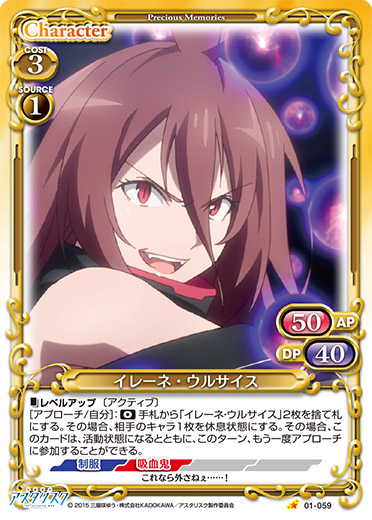 Precious Memories
Character
COST
3
SOURCE
1
50 AP
DP 40
イレーネ・ウルサイス
レベルアップ〔アクティブ〕
[アプローチ/自分]: 手札から「イレーネ・ウルサイス」2枚を捨て札
にする。その場合、相手のキャラ1枚を休息状態にする。その場合、こ
のカードは、活動状態になるとともに、このターン、もう一度アプローチ
に参加することができる。
制服 吸血鬼
これなら外さねぇ……!
アスタリスク
© 2015 三屋咲ゆう・株式会社KADOKAWA/アスタリスク製作委員会
01-059